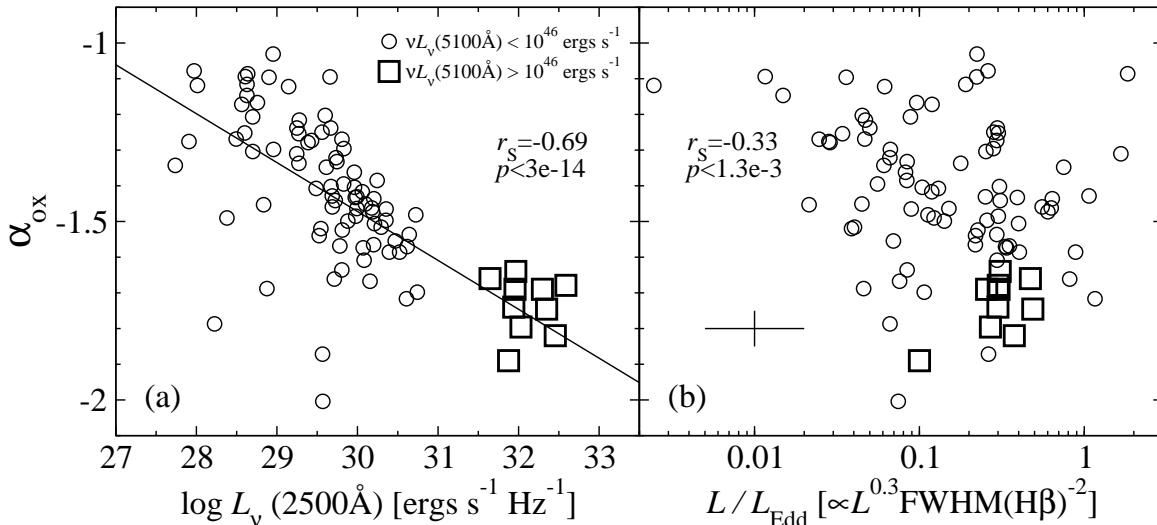 -1
-1.5
-2
α_ox
○ νL_ν(5100Å) < 10^46 ergs s^-1
□ νL_ν(5100Å) > 10^46 ergs s^-1
r_S=-0.69
p<3e-14
(a)
r_S=-0.33
p<1.3e-3
(b)
27 28 29 30 31 32 33
0.01 0.1 1
log L_ν (2500Å) [ergs s^-1 Hz^-1]
L / L_Edd [∝L^0.3 FWHM(Hβ)^-2]